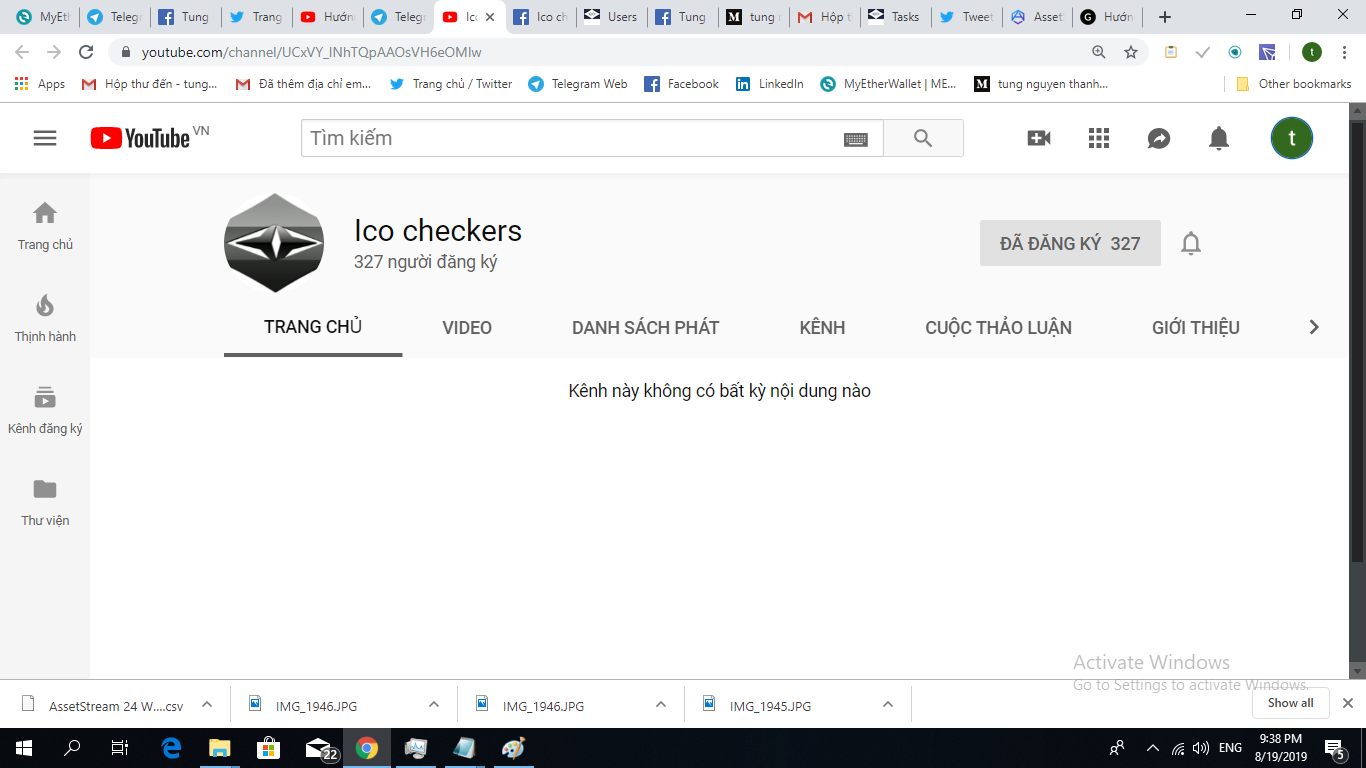 MyEth Telegr Tung Trang Hướn Telegr Ico Ico ch Users Tung tung Hộp t Tasks Tweet Asset Hướn
youtube.com/channel/UCxVY_INhTQpAAOsVH6eOMIw t
Apps Hộp thư đến - tung... Đã thêm địa chỉ em... Trang chủ / Twitter Telegram Web Facebook LinkedIn MyEtherWallet | ME... tung nguyen thanh... Other bookmarks
YouTube VN Tìm kiếm t
Trang chủ
Thịnh hành
Kênh đăng ký
Thư viện
Ico checkers
327 người đăng ký
ĐÃ ĐĂNG KÝ 327
TRANG CHỦ VIDEO DANH SÁCH PHÁT KÊNH CUỘC THẢO LUẬN GIỚI THIỆU
Kênh này không có bất kỳ nội dung nào
Activate Windows
Go to Settings to activate Windows.
AssetStream 24 W....csv IMG_1946.JPG IMG_1946.JPG IMG_1945.JPG Show all
22 ENG 9:38 PM
8/19/2019 5